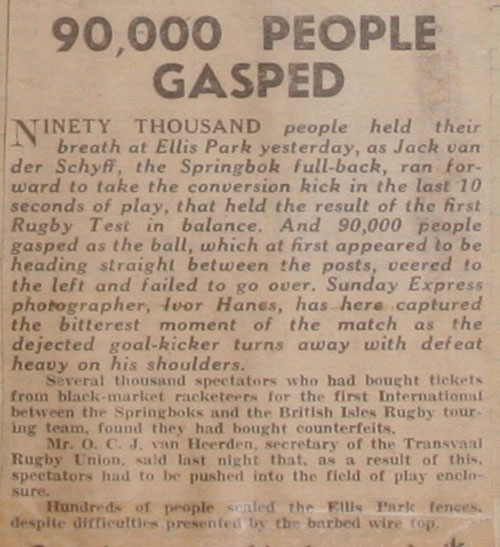 90,000 PEOPLE
GASPED
NINETY THOUSAND people held their
breath at Ellis Park yesterday, as Jack van
der Schyff, the Springbok full-back, ran for-
ward to take the conversion kick in the last 10
seconds of play, that held the result of the first
Rugby Test in balance. And 90,000 people
gasped as the ball, which at first appeared to be
heading straight between the posts, veered to
the left and failed to go over. Sunday Express
photographer, Ivor Hanes, has here captured
the bitterest moment of the match as the
dejected goal-kicker turns away with defeat
heavy on his shoulders.
Several thousand spectators who had bought tickets
from black-market racketeers for the first International
between the Springboks and the British Isles Rugby tour-
ing team, found they had bought counterfeits.
Mr. O. C. J. van Heerden, secretary of the Transvaal
Rugby Union, said last night that, as a result of this,
spectators had to be pushed into the field of play enclo-
sure.
Hundreds of people scaled the Ellis Park fences,
despite difficulties presented by the barbed wire top.